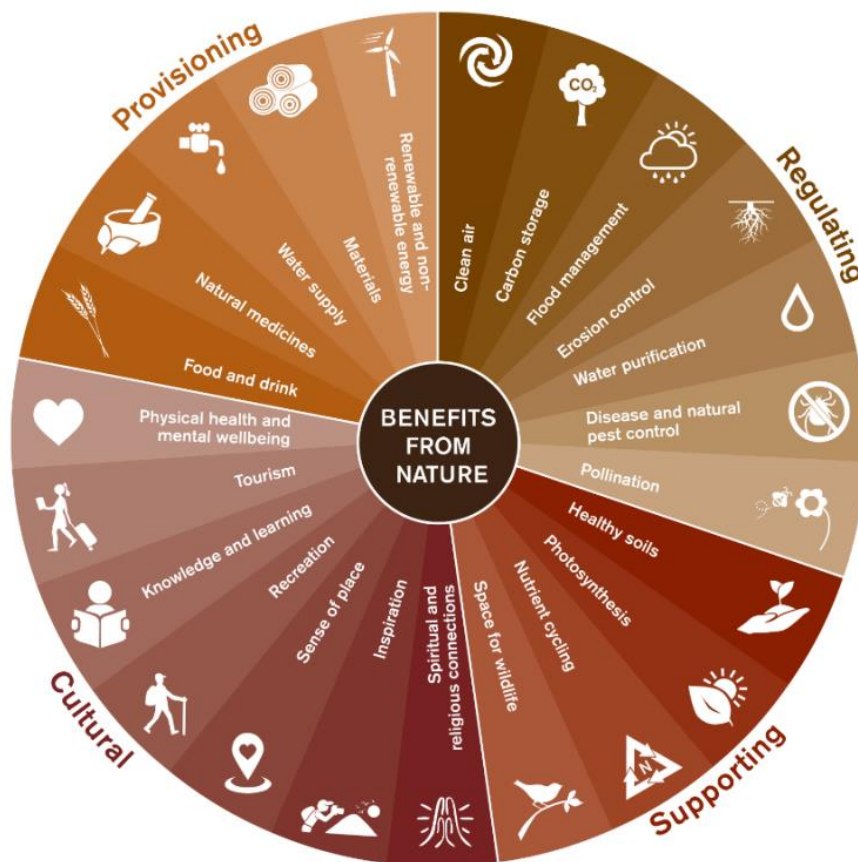 BENEFITS
FROM
NATURE
Provisioning
Food and drink
Natural medicines
Water supply
Materials
Renewable and non-
renewable energy
Regulating
Clean air
CO₂
Carbon storage
Flood management
Erosion control
Water purification
Disease and natural
pest control
Pollination
Supporting
Healthy soils
Photosynthesis
Nutrient cycling
N
Space for wildlife
Cultural
Spiritual and
religious connections
Inspiration
Sense of place
Recreation
Knowledge and learning
Tourism
Physical health and
mental wellbeing